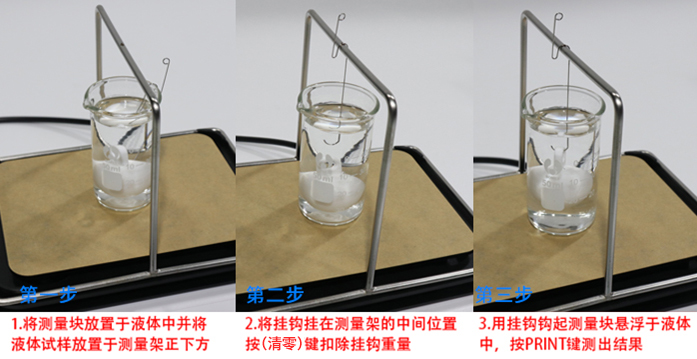 第一步
第二步
第三步
1.将测量块放置于液体中并将
液体试样放置于测量架正下方
2.将挂钩挂在测量架的中间位置
按(清零)键扣除挂钩重量
3.用挂钩钩起测量块悬浮于液体
中，按PRINT键测出结果